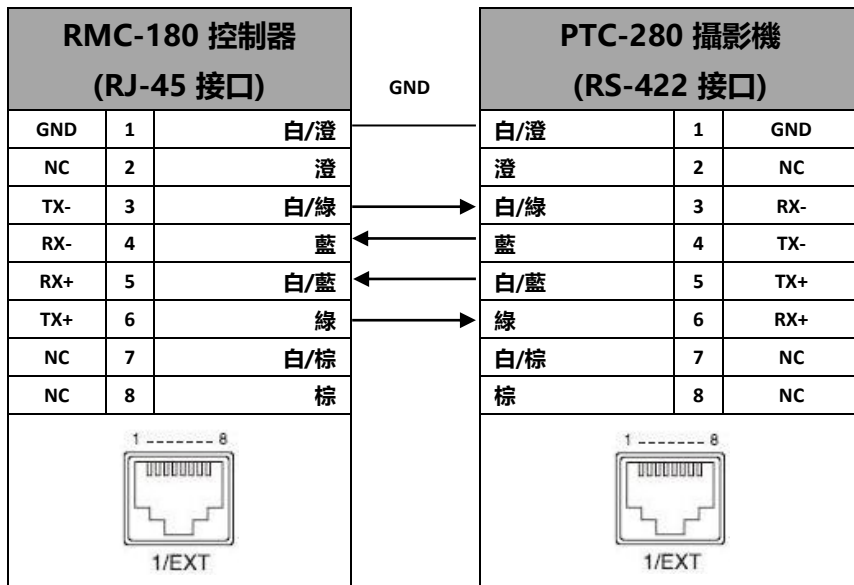 RMC-180 控制器
(RJ-45 接口)
GND
PTC-280 攝影機
(RS-422 接口)
GND 1 白/澄 白/澄 1 GND
NC 2 澄 澄 2 NC
TX- 3 白/綠 白/綠 3 RX-
RX- 4 藍 藍 4 TX-
RX+ 5 白/藍 白/藍 5 TX+
TX+ 6 綠 綠 6 RX+
NC 7 白/棕 白/棕 7 NC
NC 8 棕 棕 8 NC
1 ------- 8 1 ------- 8
1/EXT 1/EXT